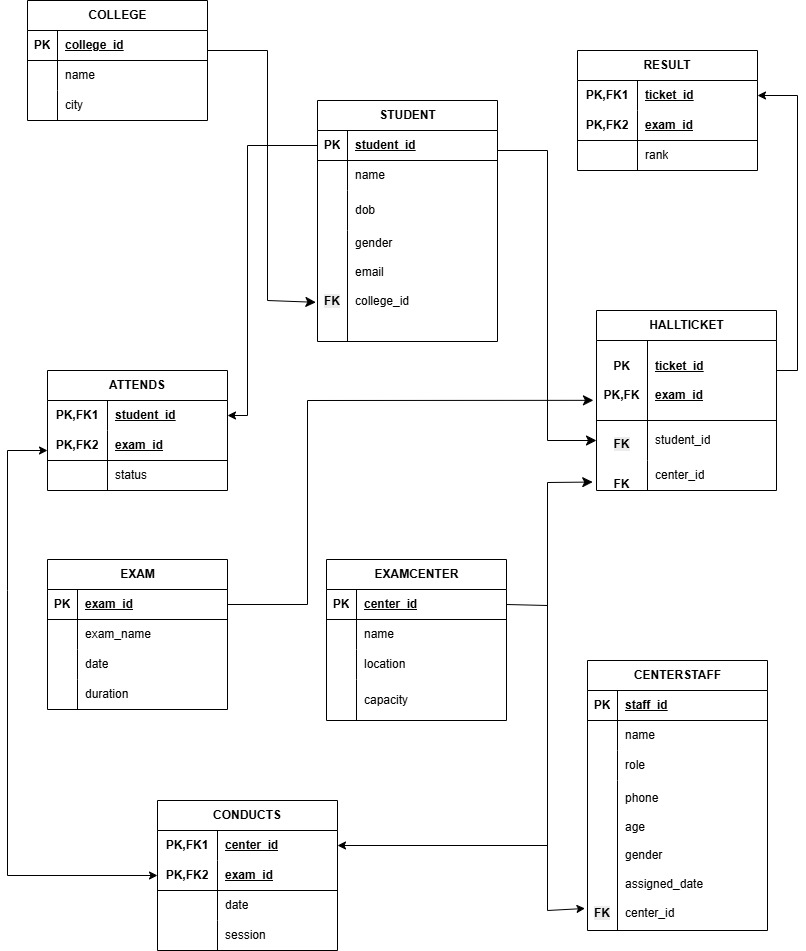 COLLEGE
PK college_id
name
city
RESULT
PK,FK1 ticket_id
PK,FK2 exam_id
rank
STUDENT
PK student_id
name
dob
gender
email
FK college_id
HALLTICKET
PK ticket_id
PK,FK exam_id
FK student_id
FK center_id
ATTENDS
PK,FK1 student_id
PK,FK2 exam_id
status
EXAM
PK exam_id
exam_name
date
duration
EXAMCENTER
PK center_id
name
location
capacity
CENTERSTAFF
PK staff_id
name
role
phone
age
gender
assigned_date
FK center_id
CONDUCTS
PK,FK1 center_id
PK,FK2 exam_id
date
session